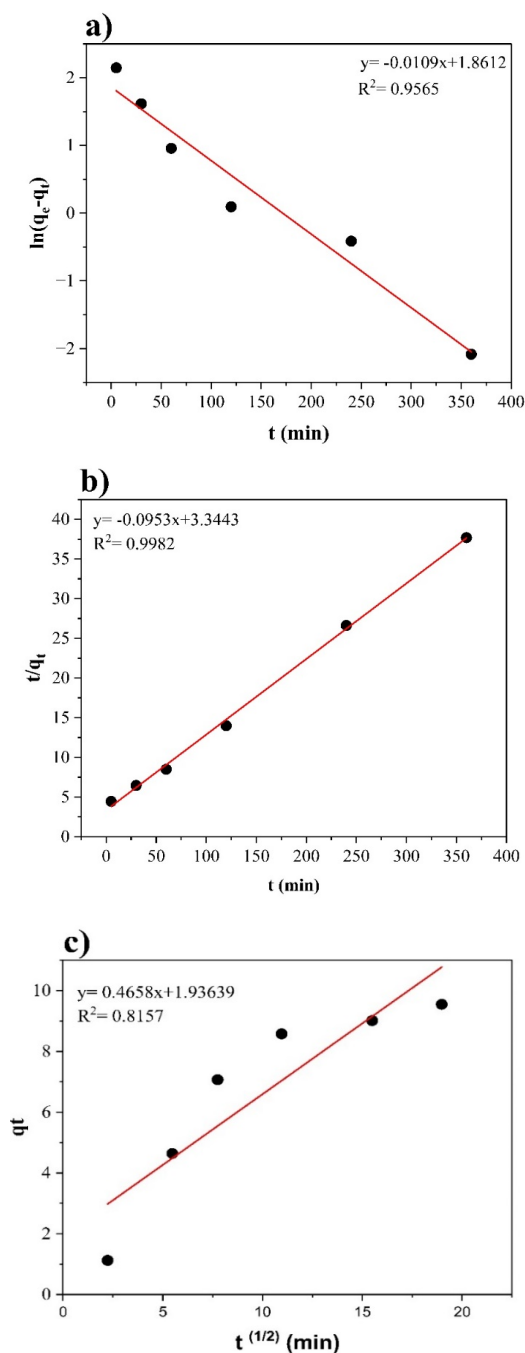 a)
y= -0.0109x+1.8612
R²= 0.9565
2
1
0
−1
−2
ln(qe-qt)
0 50 100 150 200 250 300 350 400
t (min)
b)
y= -0.0953x+3.3443
R²= 0.9982
40
35
30
25
20
15
10
5
0
t/qt
0 50 100 150 200 250 300 350 400
t (min)
c)
y= 0.4658x+1.93639
R²= 0.8157
10
8
6
4
2
0
qt
0 5 10 15 20
t (1/2) (min)